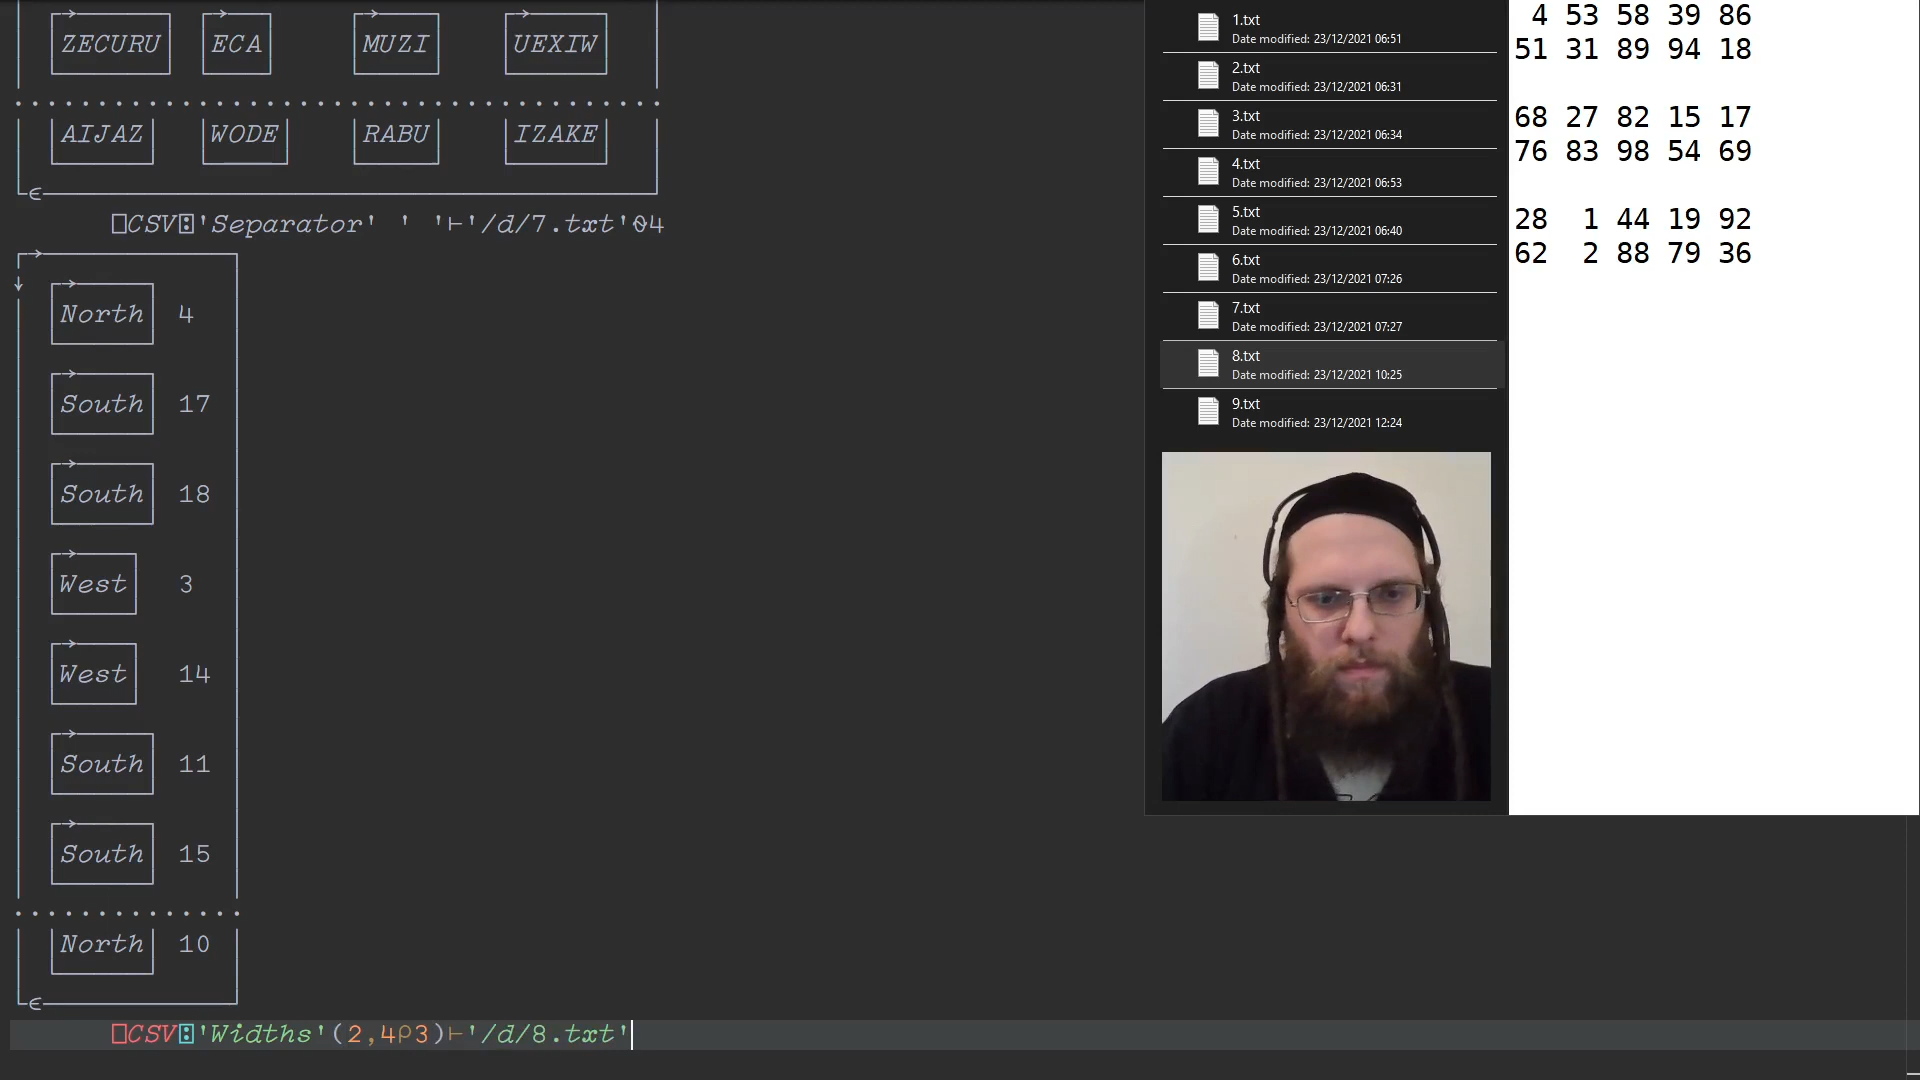 ZECURU ECA MUZI UEXIW
AIJAZ WODE RABU IZAKE
⎕CSV⍠'Separator' ' '⊢'/d/7.txt'⍬4
North 4
South 17
South 18
West 3
West 14
South 11
South 15
North 10
⎕CSV⍠'Widths'(2,4⍴3)⊢'/d/8.txt'
1.txt
Date modified: 23/12/2021 06:51
2.txt
Date modified: 23/12/2021 06:31
3.txt
Date modified: 23/12/2021 06:34
4.txt
Date modified: 23/12/2021 06:53
5.txt
Date modified: 23/12/2021 06:40
6.txt
Date modified: 23/12/2021 07:26
7.txt
Date modified: 23/12/2021 07:27
8.txt
Date modified: 23/12/2021 10:25
9.txt
Date modified: 23/12/2021 12:24
4 53 58 39 86
51 31 89 94 18
68 27 82 15 17
76 83 98 54 69
28 1 44 19 92
62 2 88 79 36